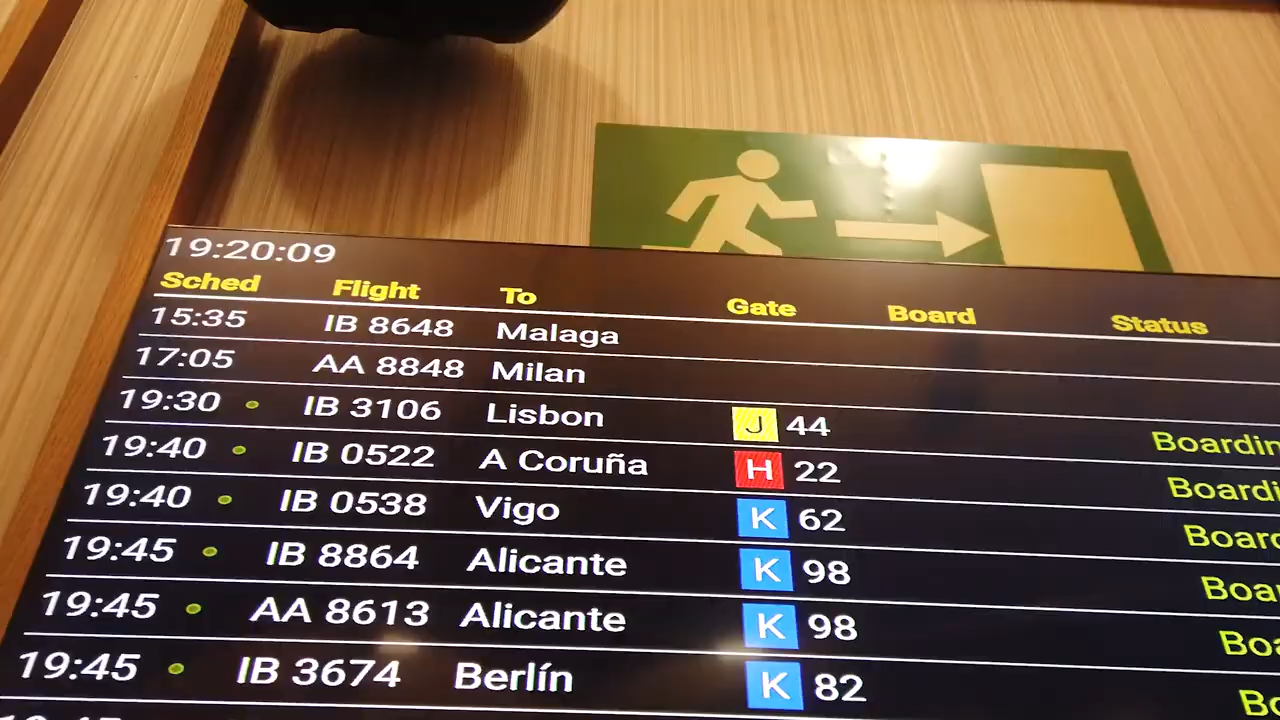 19:20:09
Sched Flight To Gate Board Status
15:35 IB 8648 Malaga
17:05 AA 8848 Milan
19:30 IB 3106 Lisbon J 44
19:40 IB 0522 A Coruña H 22
19:40 IB 0538 Vigo K 62
19:45 IB 8864 Alicante K 98
19:45 AA 8613 Alicante K 98
19:45 IB 3674 Berlín K 82